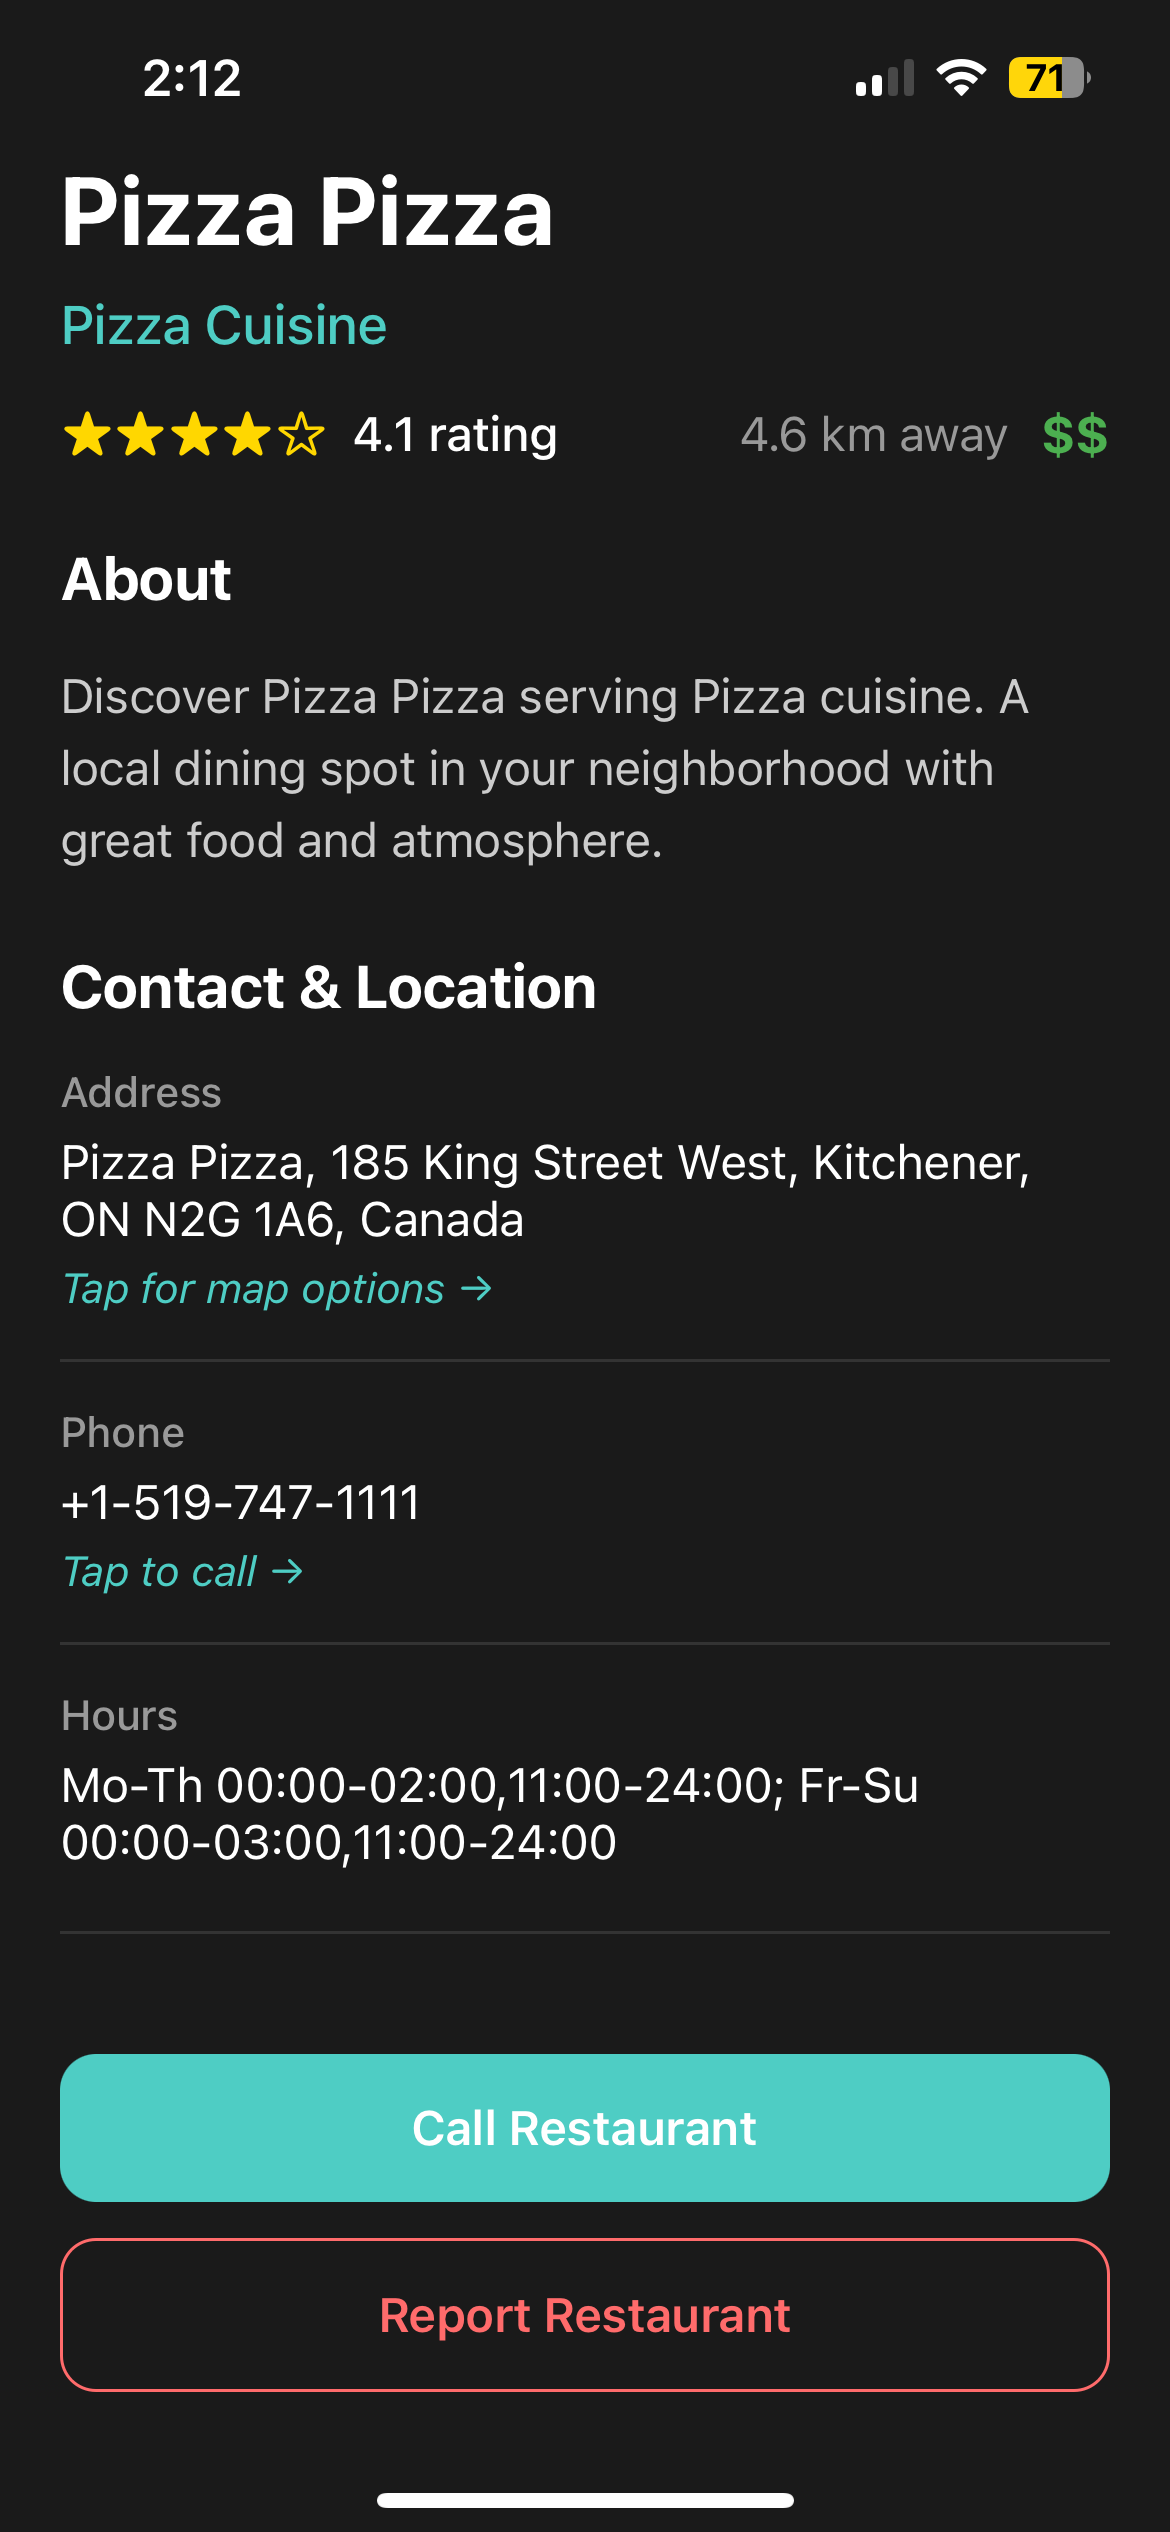 2:12
71
Pizza Pizza
Pizza Cuisine
★★★★☆ 4.1 rating 4.6 km away $$
About
Discover Pizza Pizza serving Pizza cuisine. A
local dining spot in your neighborhood with
great food and atmosphere.
Contact & Location
Address
Pizza Pizza, 185 King Street West, Kitchener,
ON N2G 1A6, Canada
Tap for map options →
Phone
+1-519-747-1111
Tap to call →
Hours
Mo-Th 00:00-02:00,11:00-24:00; Fr-Su
00:00-03:00,11:00-24:00
Call Restaurant
Report Restaurant